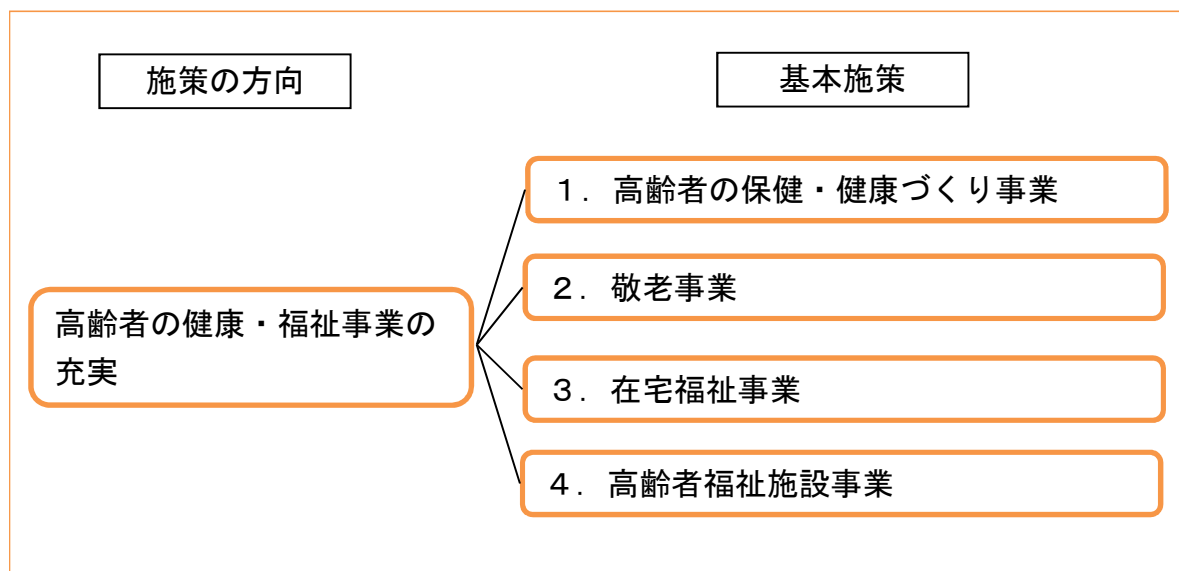 施策の方向
基本施策
１．高齢者の保健・健康づくり事業
２．敬老事業
高齢者の健康・福祉事業の
充実
３．在宅福祉事業
４．高齢者福祉施設事業